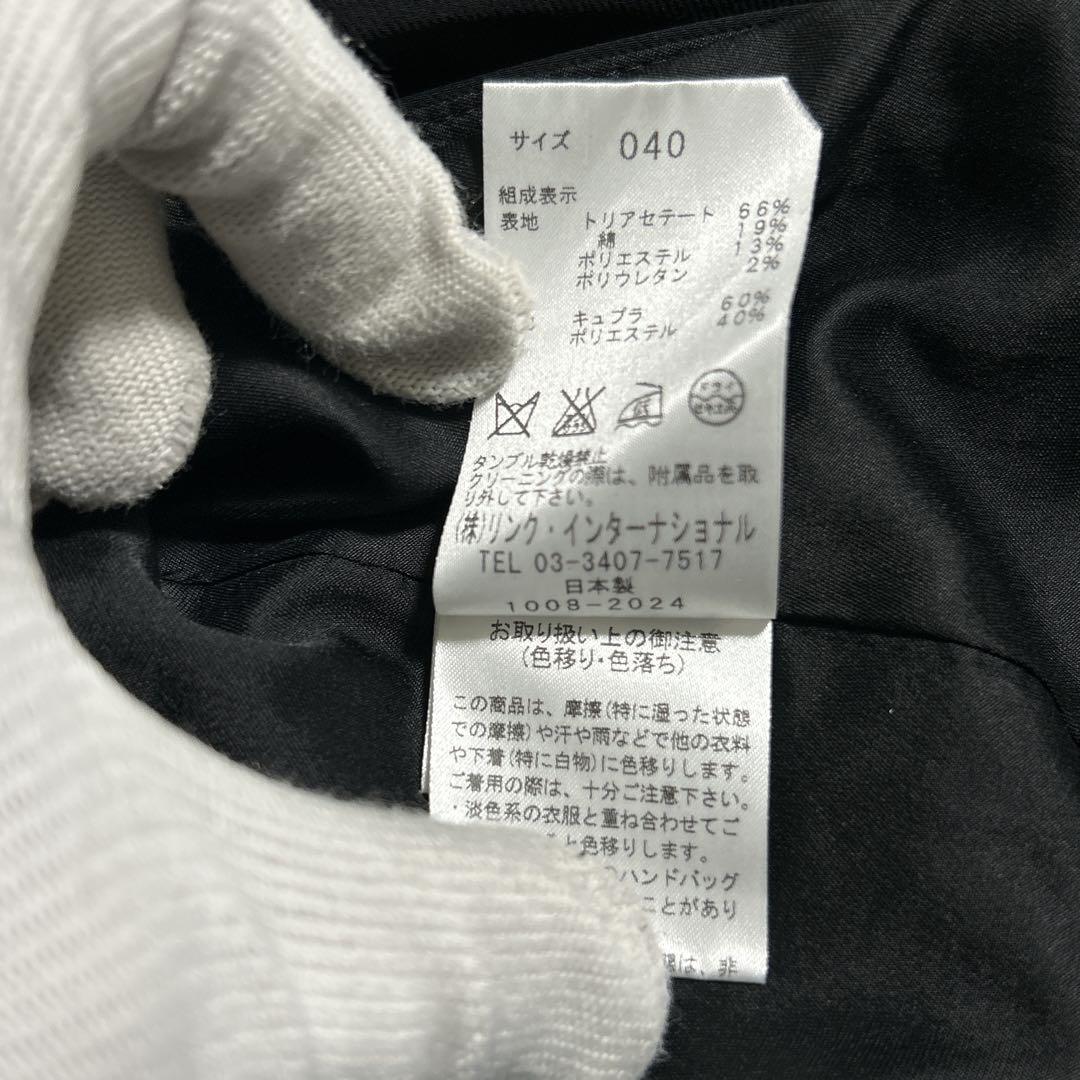 サイズ 040
組成表示
表地 トリアセテート 66%
綿 19%
ポリエステル 13%
ポリウレタン 2%
キュプラ 60%
ポリエステル 40%
ドライ
タンブル乾燥禁止
クリーニングの際は、附属品を取
り外して下さい。
(株)リンク・インターナショナル
TEL 03-3407-7517
日本製
1008-2024
お取り扱い上の御注意
(色移り・色落ち)
この商品は、摩擦(特に湿った状態
での摩擦)や汗や雨などで他の衣料
や下着(特に白物)に色移りします。
ご着用の際は、十分ご注意下さい。
・淡色系の衣服と重ね合わせてご
と色移りします。
ハンドバッグ
ことがあり
は、非